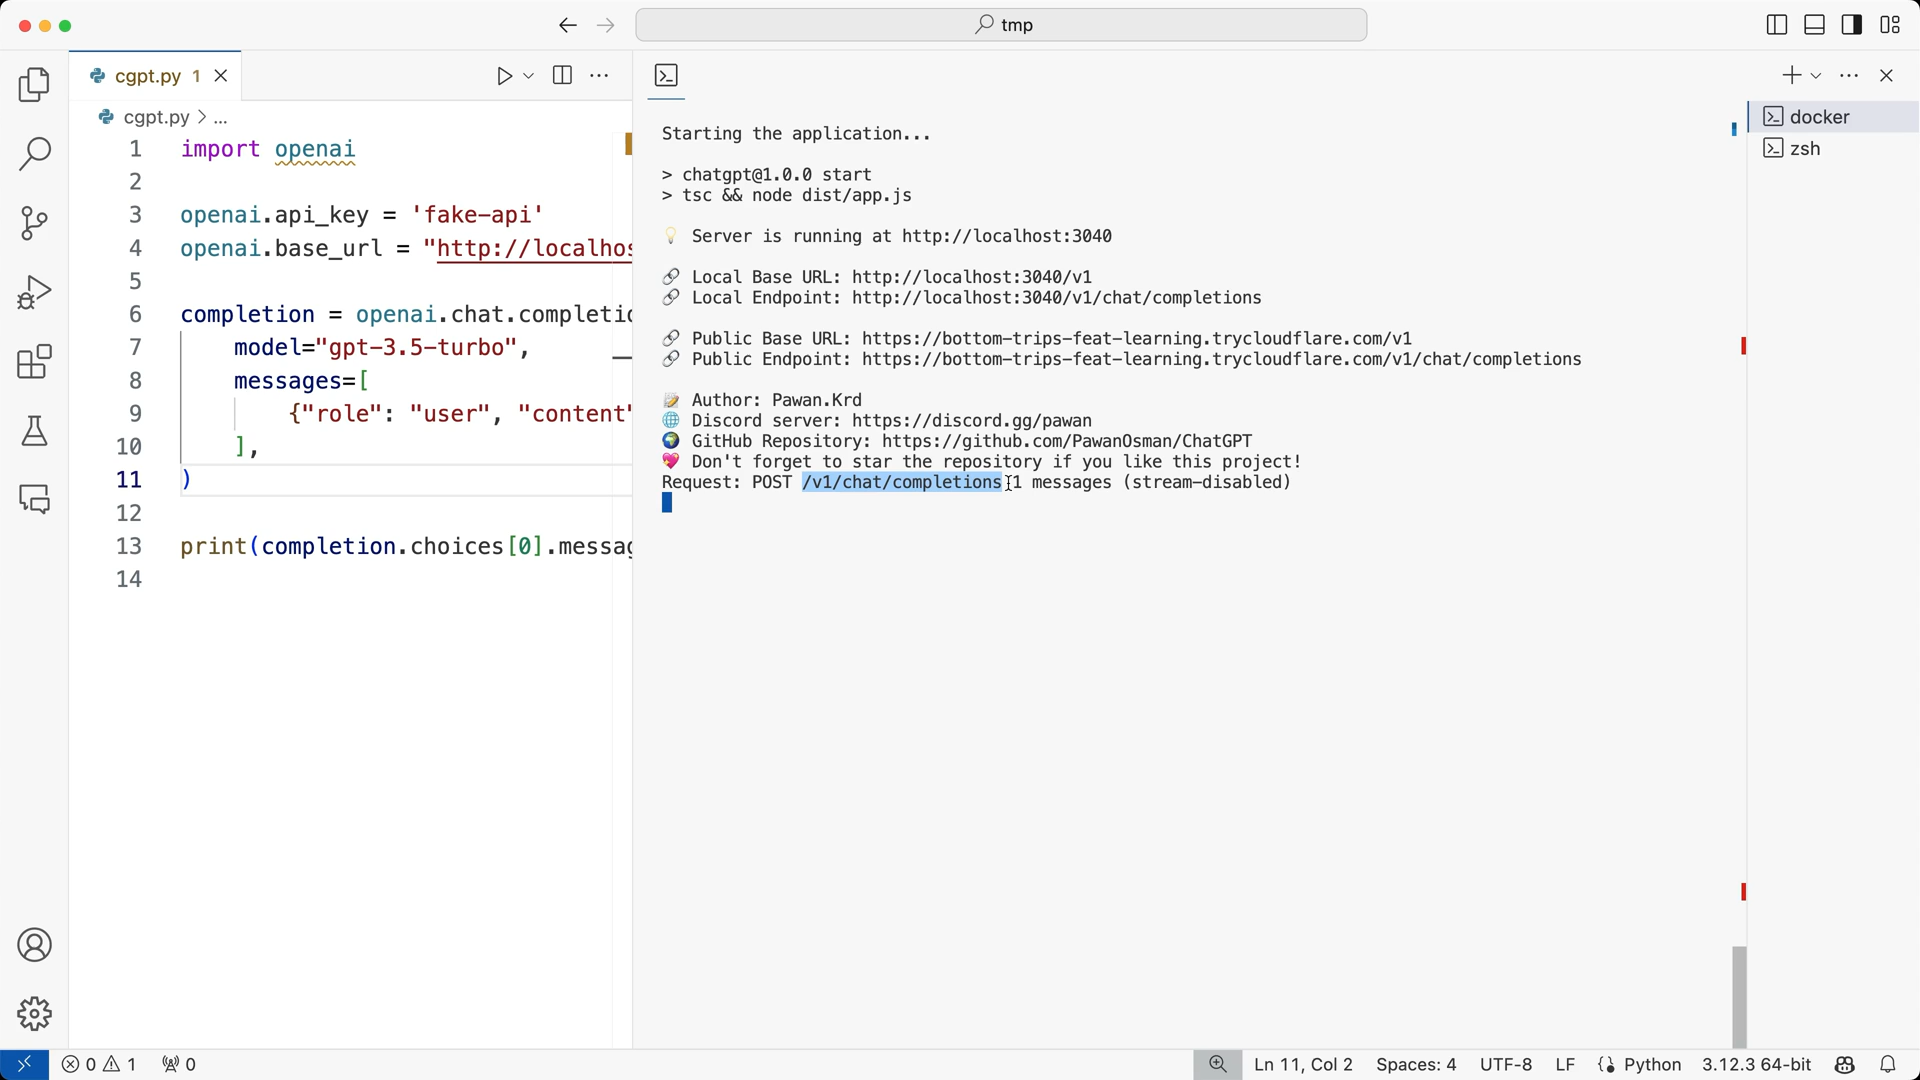 tmp
cgpt.py 1
cgpt.py > ...
1 import openai
2
3 openai.api_key = 'fake-api'
4 openai.base_url = "http://localhos
5
6 completion = openai.chat.completio
7 model="gpt-3.5-turbo",
8 messages=[
9 {"role": "user", "content"
10 ],
11 )
12
13 print(completion.choices[0].messag
14
Starting the application...
> chatgpt@1.0.0 start
> tsc && node dist/app.js
💡 Server is running at http://localhost:3040
🔗 Local Base URL: http://localhost:3040/v1
🔗 Local Endpoint: http://localhost:3040/v1/chat/completions
🔗 Public Base URL: https://bottom-trips-feat-learning.trycloudflare.com/v1
🔗 Public Endpoint: https://bottom-trips-feat-learning.trycloudflare.com/v1/chat/completions
📝 Author: Pawan.Krd
🌐 Discord server: https://discord.gg/pawan
🌍 GitHub Repository: https://github.com/PawanOsman/ChatGPT
💖 Don't forget to star the repository if you like this project!
Request: POST /v1/chat/completions 1 messages (stream-disabled)
docker
zsh
0 1 0
Ln 11, Col 2 Spaces: 4 UTF-8 LF Python 3.12.3 64-bit